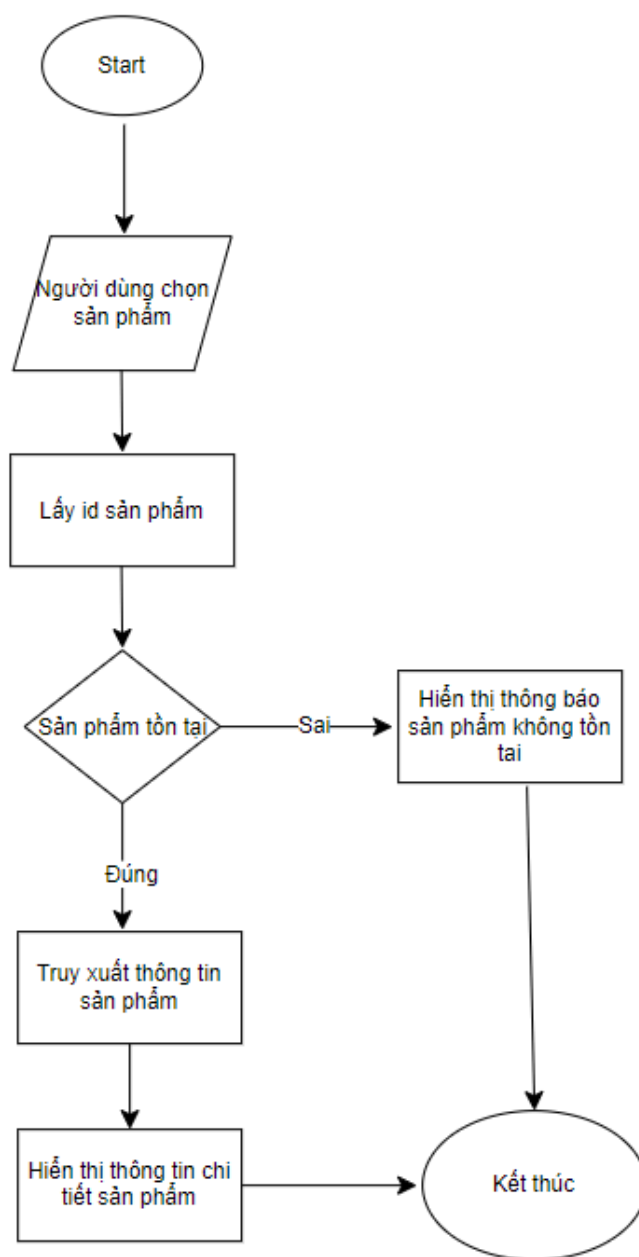 Start
Người dùng chọn
sản phẩm
Lấy id sản phẩm
Sản phẩm tồn tại
Sai
Hiển thị thông báo
sản phẩm không tồn
tai
Đúng
Truy xuất thông tin
sản phẩm
Hiển thị thông tin chi
tiết sản phẩm
Kết thúc